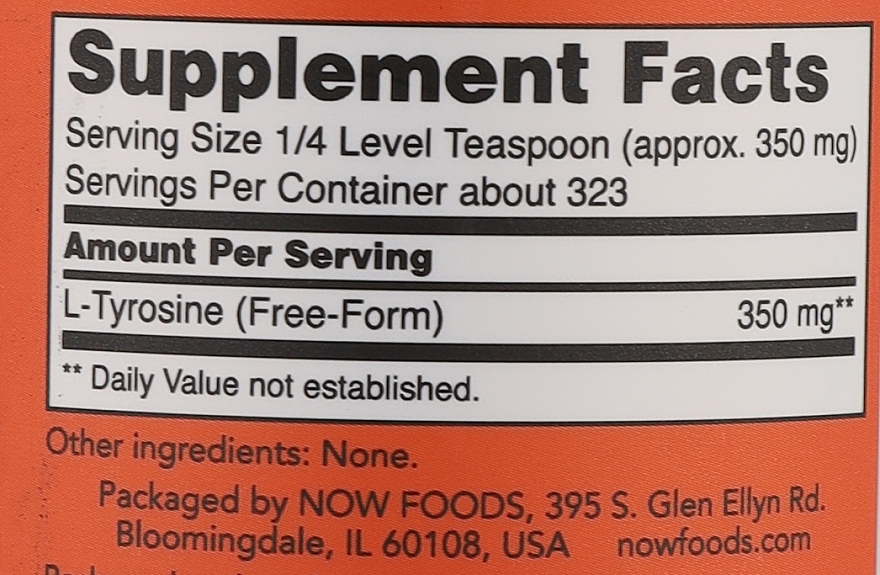 Supplement Facts
Serving Size 1/4 Level Teaspoon (approx. 350 mg)
Servings Per Container about 323
Amount Per Serving
L-Tyrosine (Free-Form) 350 mg**
** Daily Value not established.
Other ingredients: None.
Packaged by NOW FOODS, 395 S. Glen Ellyn Rd.
Bloomingdale, IL 60108, USA nowfoods.com